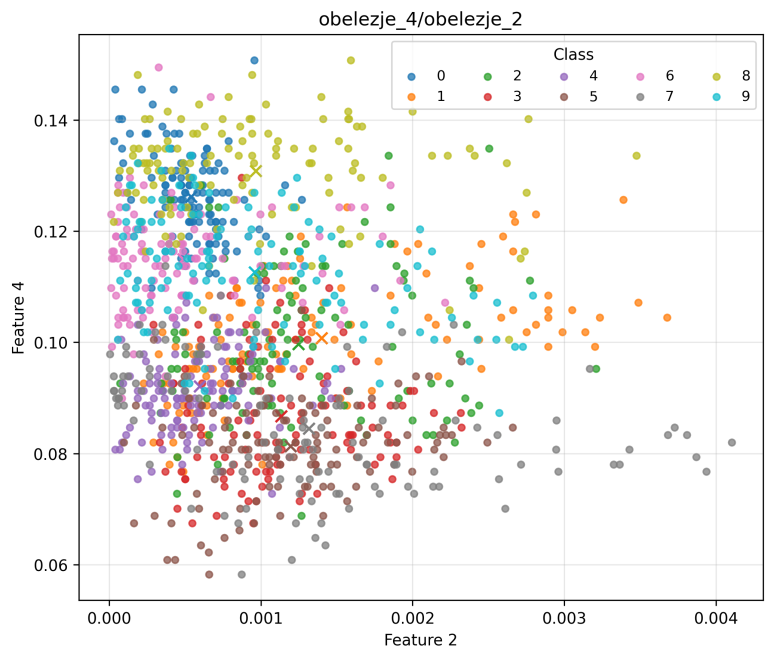 obelezje_4/obelezje_2
Class
0 2 4 6 8
1 3 5 7 9
0.14
0.12
0.10
0.08
0.06
Feature 4
0.000 0.001 0.002 0.003 0.004
Feature 2